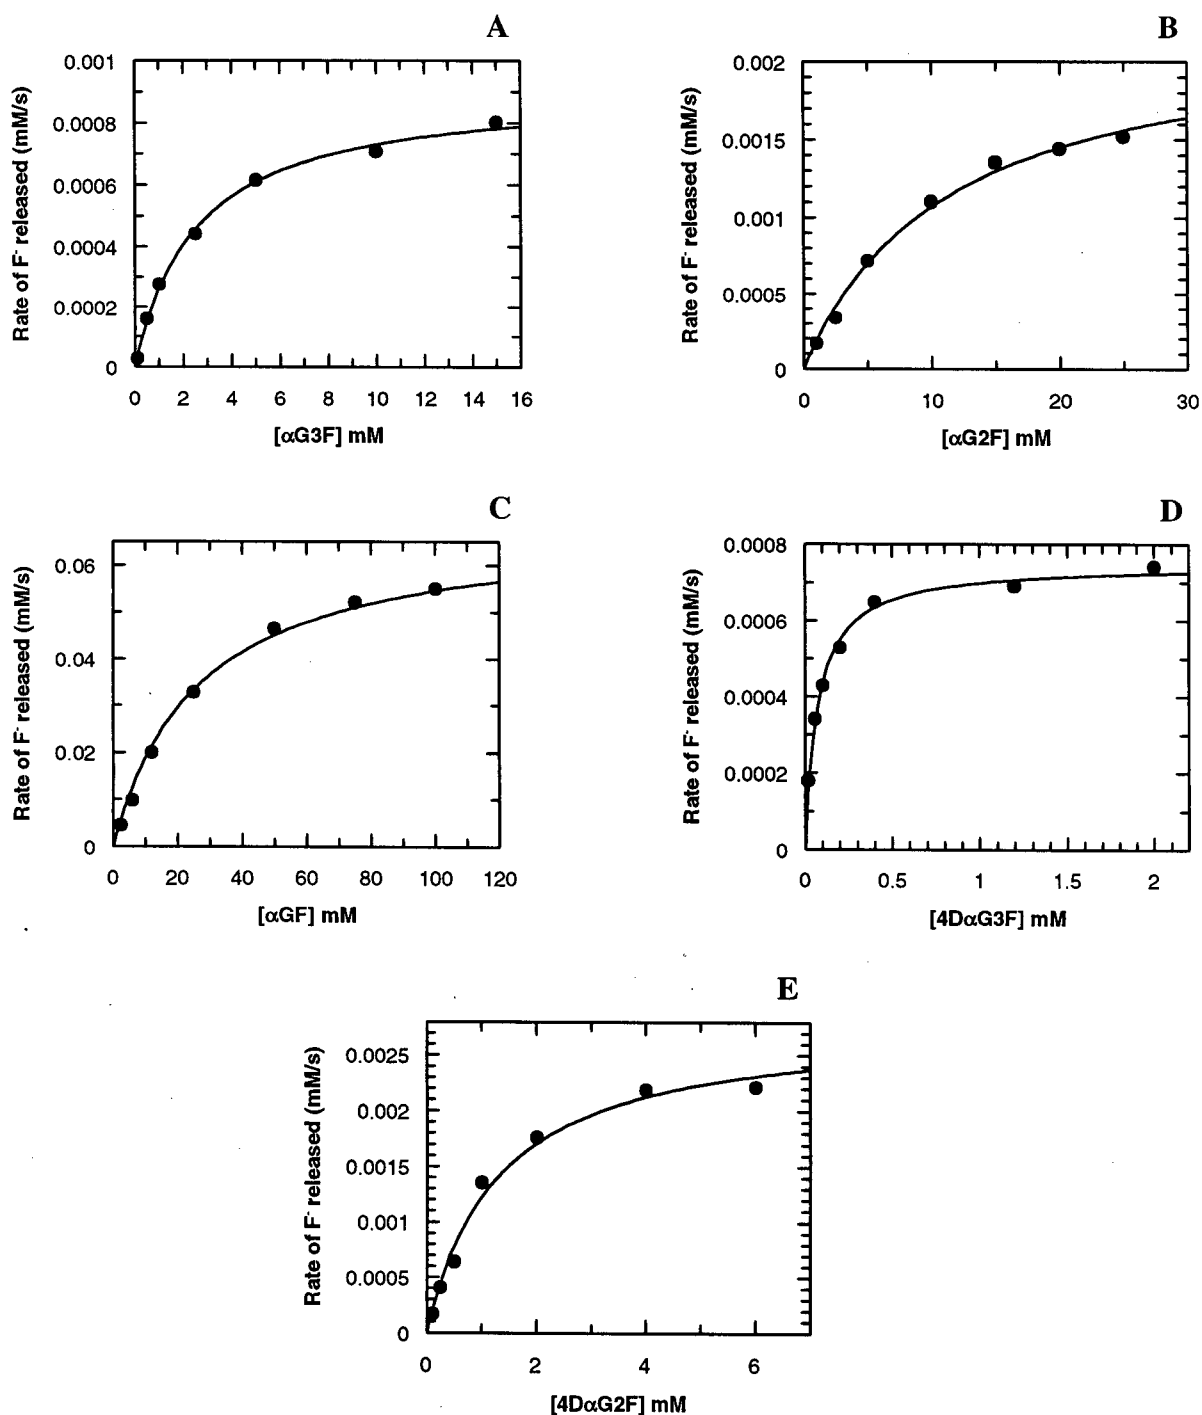 A
Rate of F- released (mM/s)
0.001
0.0008
0.0006
0.0004
0.0002
0
0 2 4 6 8 10 12 14 16
[αG3F] mM
B
Rate of F- released (mM/s)
0.002
0.0015
0.001
0.0005
0
0 10 20 30
[αG2F] mM
C
Rate of F- released (mM/s)
0.06
0.04
0.02
0
0 20 40 60 80 100 120
[αGF] mM
D
Rate of F- released (mM/s)
0.0008
0.0006
0.0004
0.0002
0
0 0.5 1 1.5 2
[4DαG3F] mM
E
Rate of F- released (mM/s)
0.0025
0.002
0.0015
0.001
0.0005
0
0 2 4 6
[4DαG2F] mM